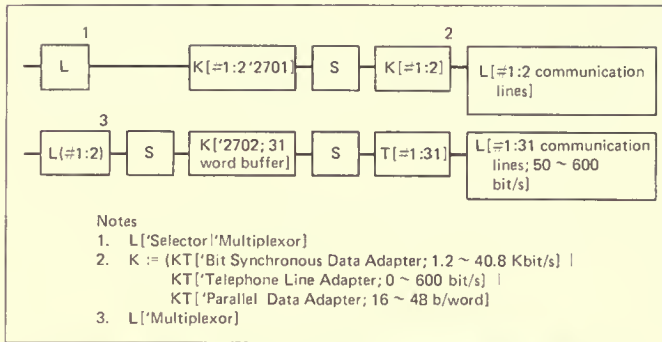 1 2
L K[#1:2'2701] S K[#1:2] L[#1:2 communication
lines]
3
L(#1:2) S K['2702; 31
word buffer] S T[#1:31] L[#1:31 communication
lines; 50 ~ 600
bit/s]
Notes
1. L['Selector|'Multiplexor]
2. K := (KT['Bit Synchronous Data Adapter; 1.2 ~ 40.8 Kbit/s] |
KT['Telephone Line Adapter; 0 ~ 600 bit/s] |
KT['Parallel Data Adapter; 16 ~ 48 b/word]
3. L['Multiplexor]